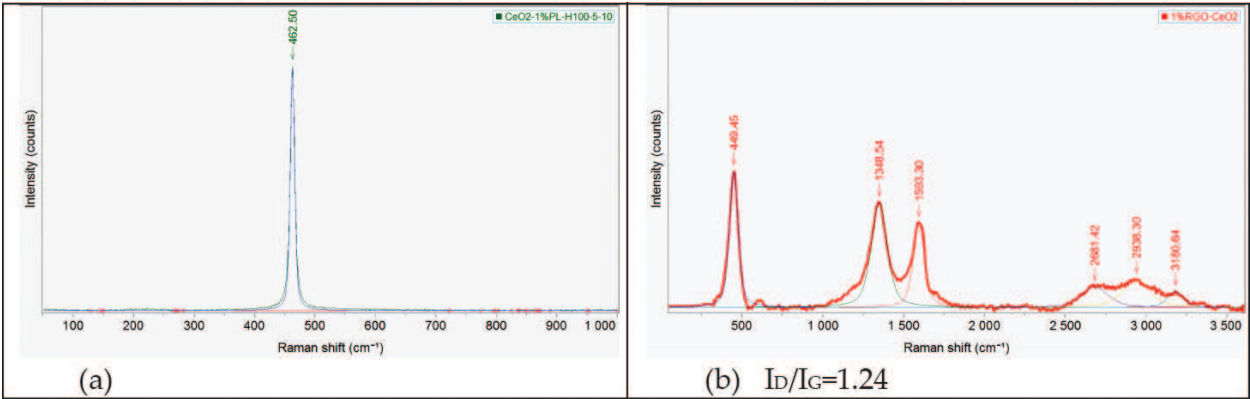 CeO2-1%PL-H100-5-10
462.50
Intensity (counts)
100 200 300 400 500 600 700 800 900 1 000
Raman shift (cm⁻¹)
(a)
1%RGO-CeO2
449.45
1348.54
1593.30
2681.42
2938.30
3180.64
Intensity (counts)
500 1 000 1 500 2 000 2 500 3 000 3 500
Raman shift (cm⁻¹)
(b) ID/IG=1.24